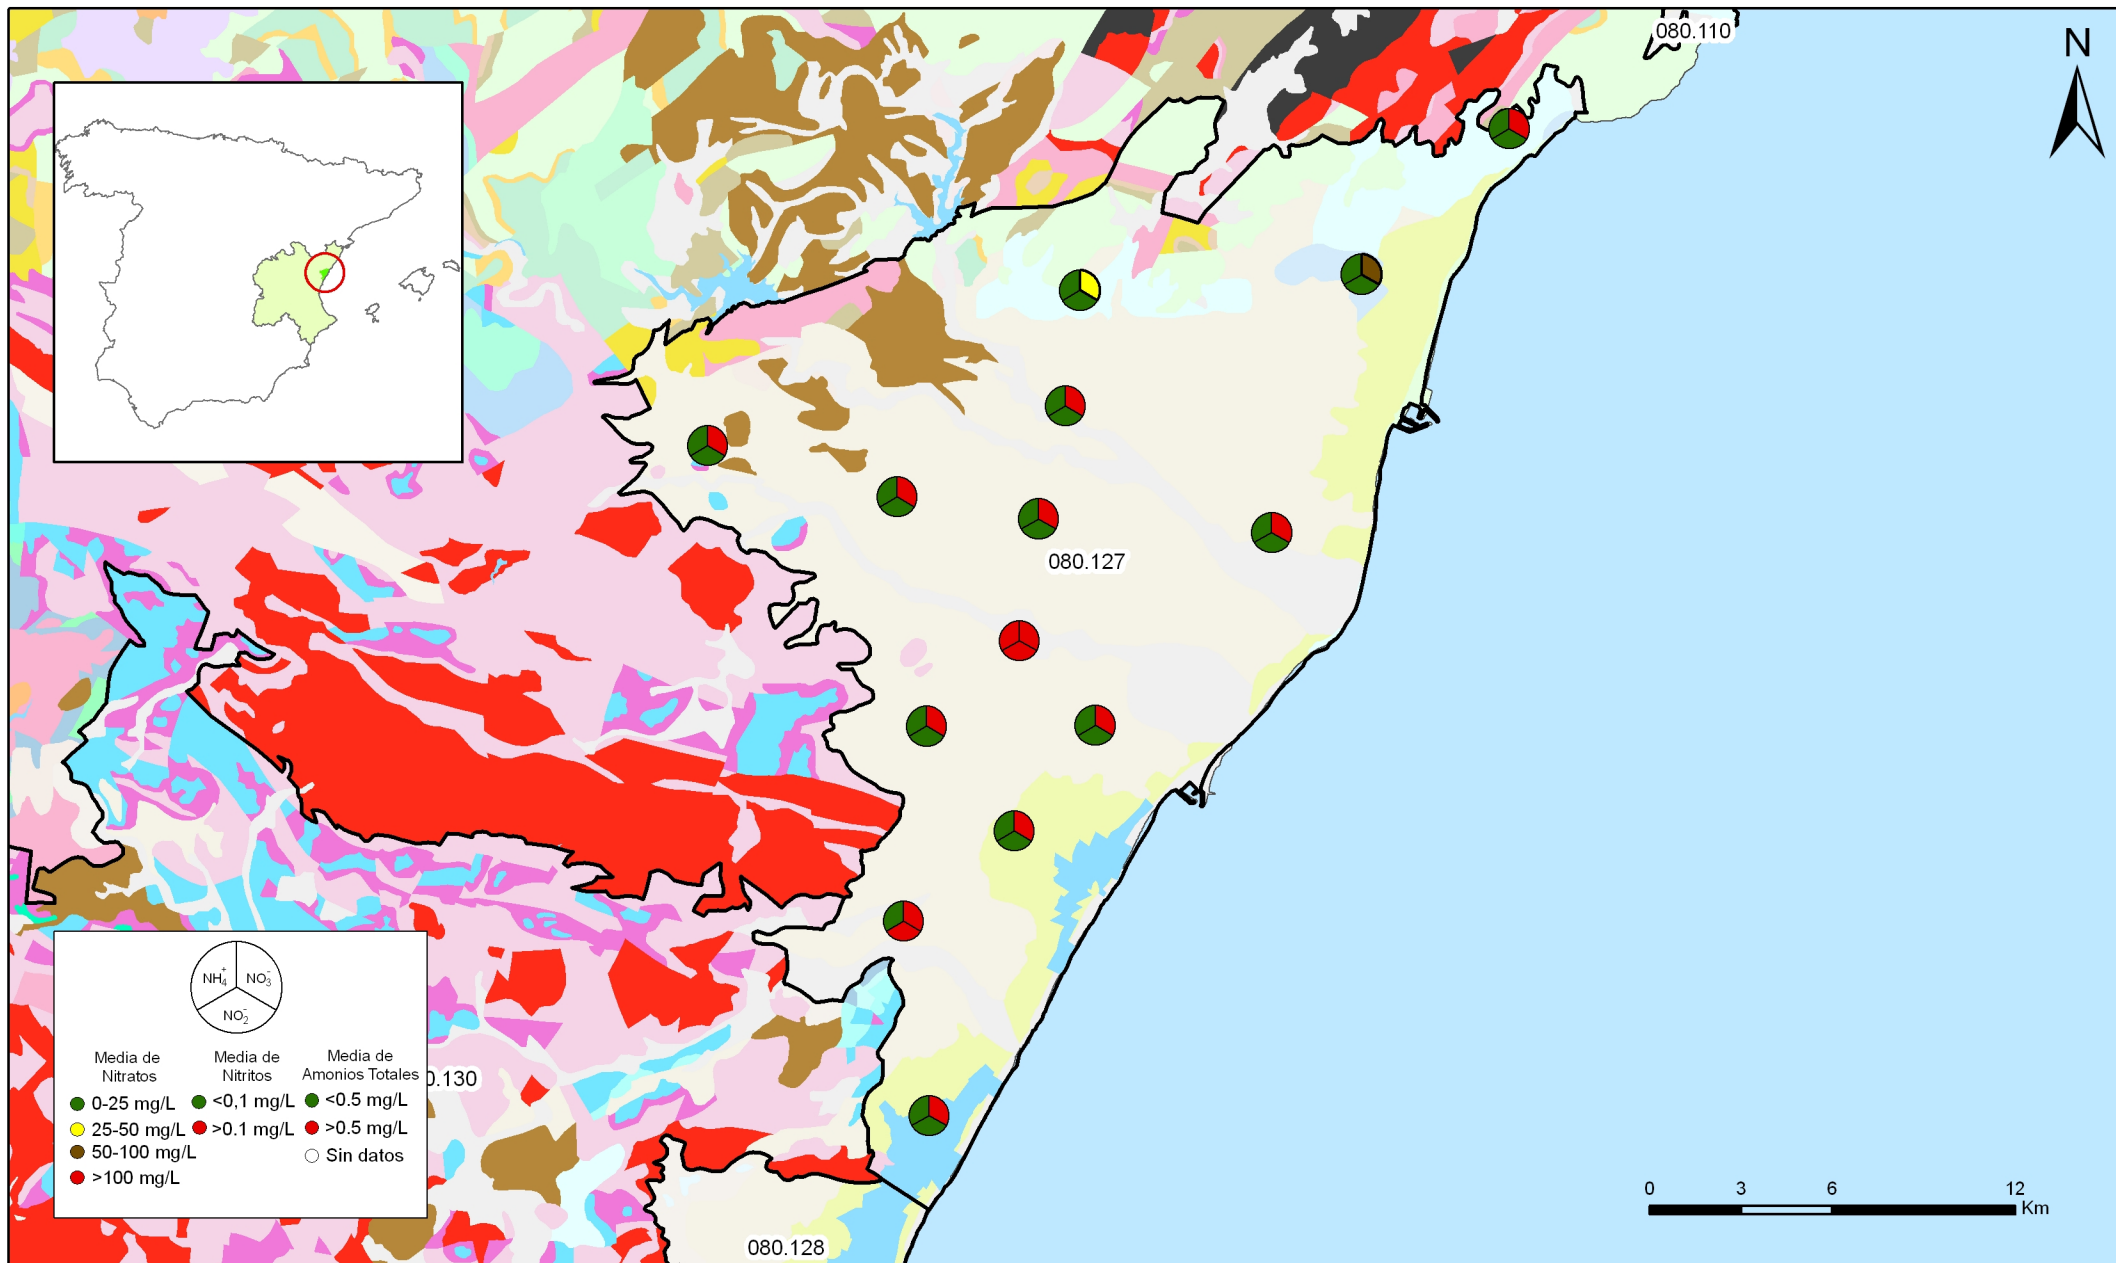 080.110
N
080.127
NH4+
NO3-
NO2-
Media de
Nitratos
Media de
Nitritos
Media de
Amonios Totales
0-25 mg/L
<0,1 mg/L
<0.5 mg/L
25-50 mg/L
>0.1 mg/L
>0.5 mg/L
50-100 mg/L
Sin datos
>100 mg/L
0.130
080.128
0 3 6 12
Km